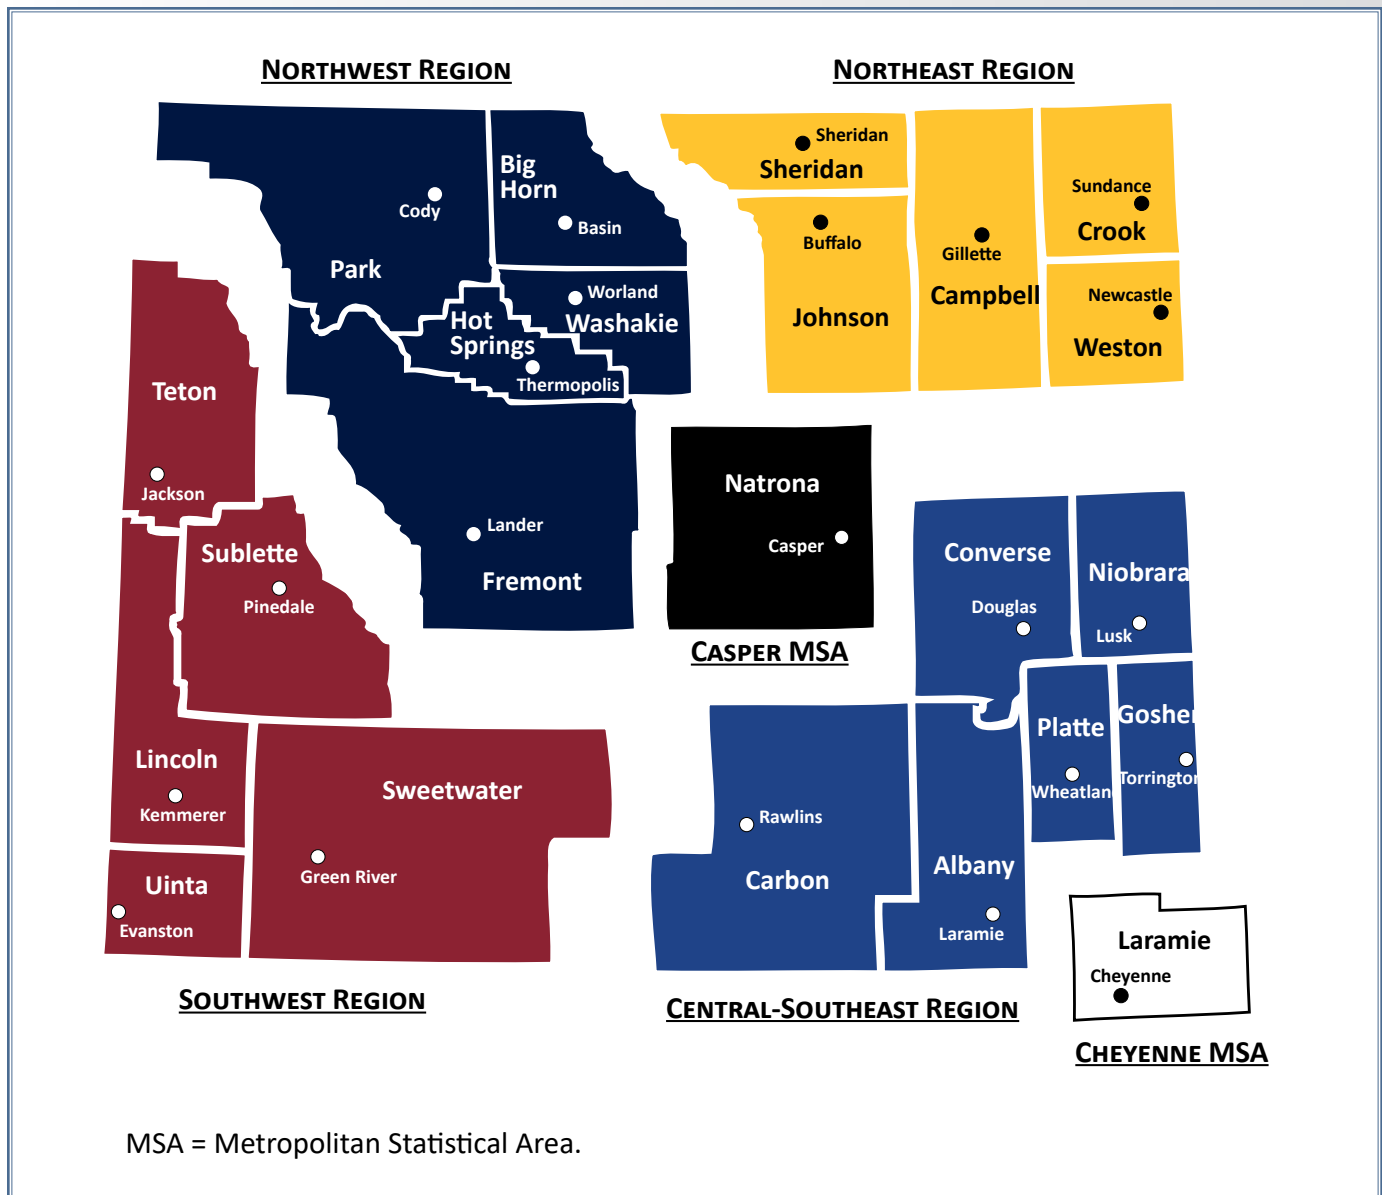 NORTHWEST REGION
NORTHEAST REGION
Big
Horn
Cody
Basin
Park
Worland
Washakie
Hot
Springs
Thermopolis
Lander
Fremont
Sheridan
Sheridan
Buffalo
Johnson
Gillette
Campbell
Sundance
Crook
Newcastle
Weston
Teton
Jackson
Sublette
Pinedale
Lincoln
Kemmerer
Sweetwater
Green River
Uinta
Evanston
SOUTHWEST REGION
Natrona
Casper
CASPER MSA
Converse
Douglas
Niobrara
Lusk
Platte
Wheatlan
Goshen
Torrington
Rawlins
Carbon
Albany
Laramie
CENTRAL-SOUTHEAST REGION
Laramie
Cheyenne
CHEYENNE MSA
MSA = Metropolitan Statistical Area.